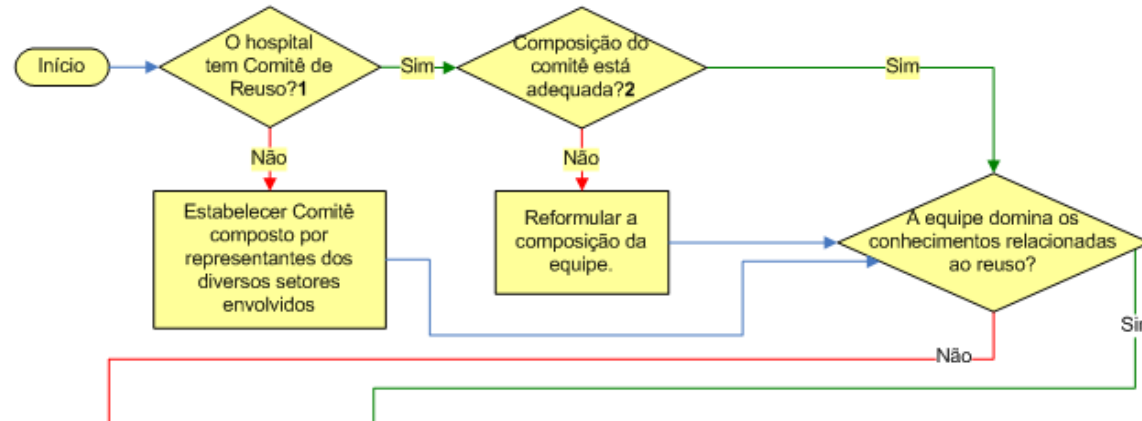 Início
O hospital
tem Comitê de
Reuso?1
Sim
Composição do
comitê está
adequada?2
Sim
Não
Não
Estabelecer Comitê
composto por
representantes dos
diversos setores
envolvidos
Reformular a
composição da
equipe.
A equipe domina os
conhecimentos relacionadas
ao reuso?
Sim
Não